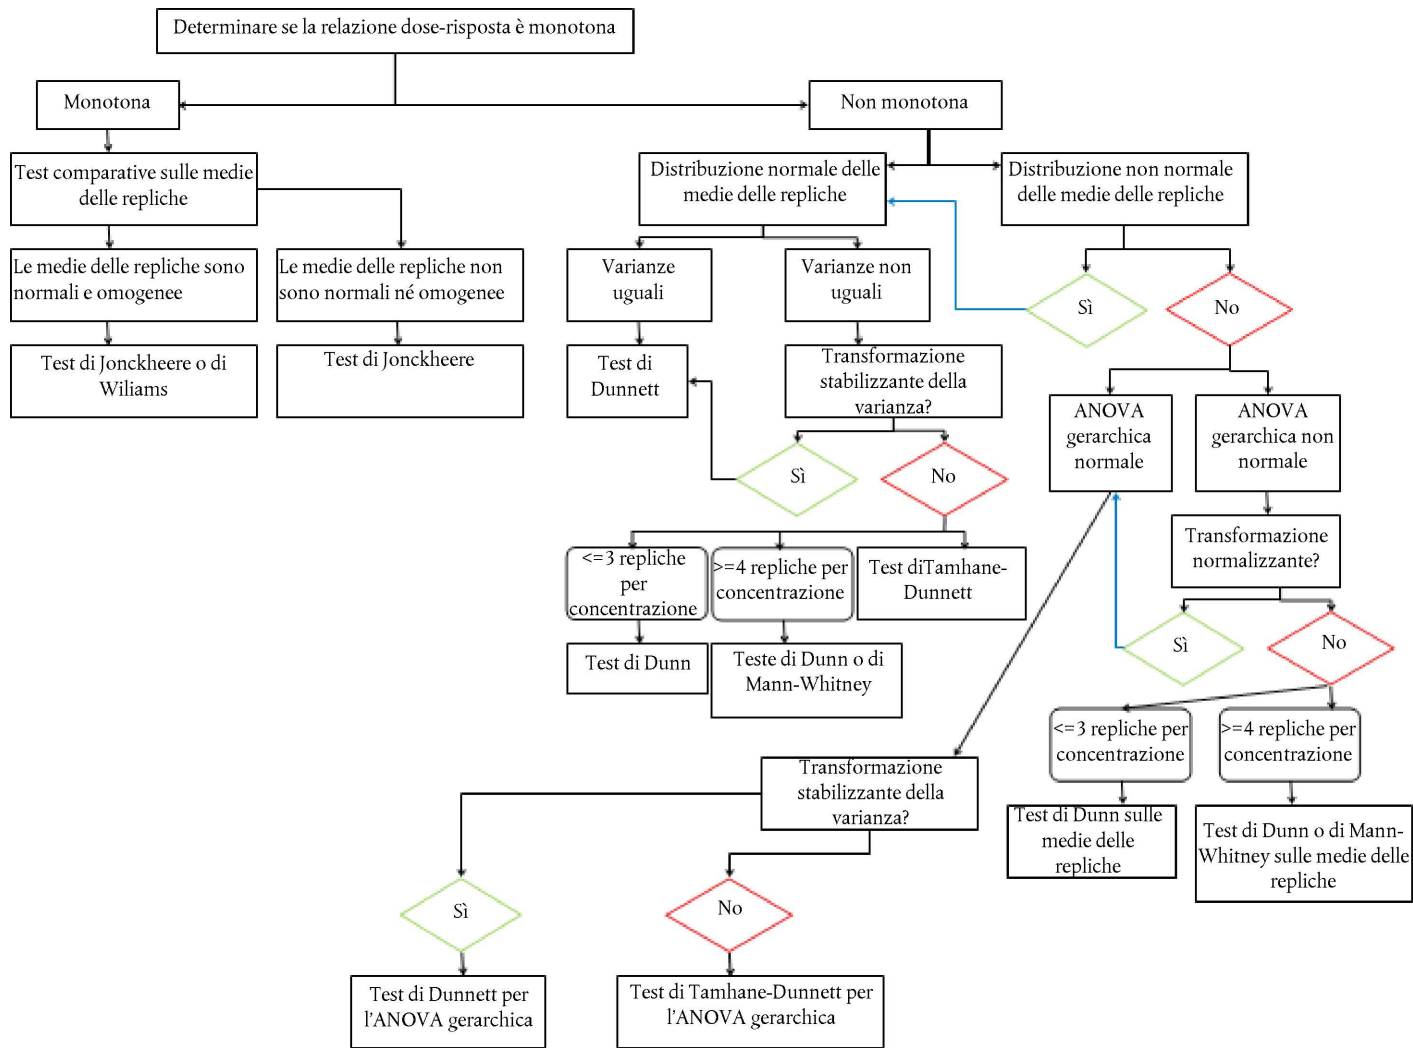 Determinare se la relazione dose-risposta è monotona
Monotona
Non monotona
Test comparative sulle medie
delle repliche
Distribuzione normale delle
medie delle repliche
Distribuzione non normale
delle medie delle repliche
Le medie delle repliche sono
normali e omogenee
Le medie delle repliche non
sono normali né omogenee
Varianze
uguali
Varianze non
uguali
Sì
No
Test di Jonckheere o di
Wiliams
Test di Jonckheere
Test di
Dunnett
Transformazione
stabilizzante della
varianza?
ANOVA
gerarchica
normale
ANOVA
gerarchica non
normale
Sì
No
Transformazione
normalizzante?
<=3 repliche
per
concentrazione
>=4 repliche per
concentrazione
Test diTamhane-
Dunnett
Sì
No
Test di Dunn
Teste di Dunn o di
Mann-Whitney
<=3 repliche per
concentrazione
>=4 repliche per
concentrazione
Transformazione
stabilizzante della
varianza?
Test di Dunn sulle
medie delle
repliche
Test di Dunn o di Mann-
Whitney sulle medie delle
repliche
Sì
No
Test di Dunnett per
l'ANOVA gerarchica
Test di Tamhane-Dunnett per
l'ANOVA gerarchica